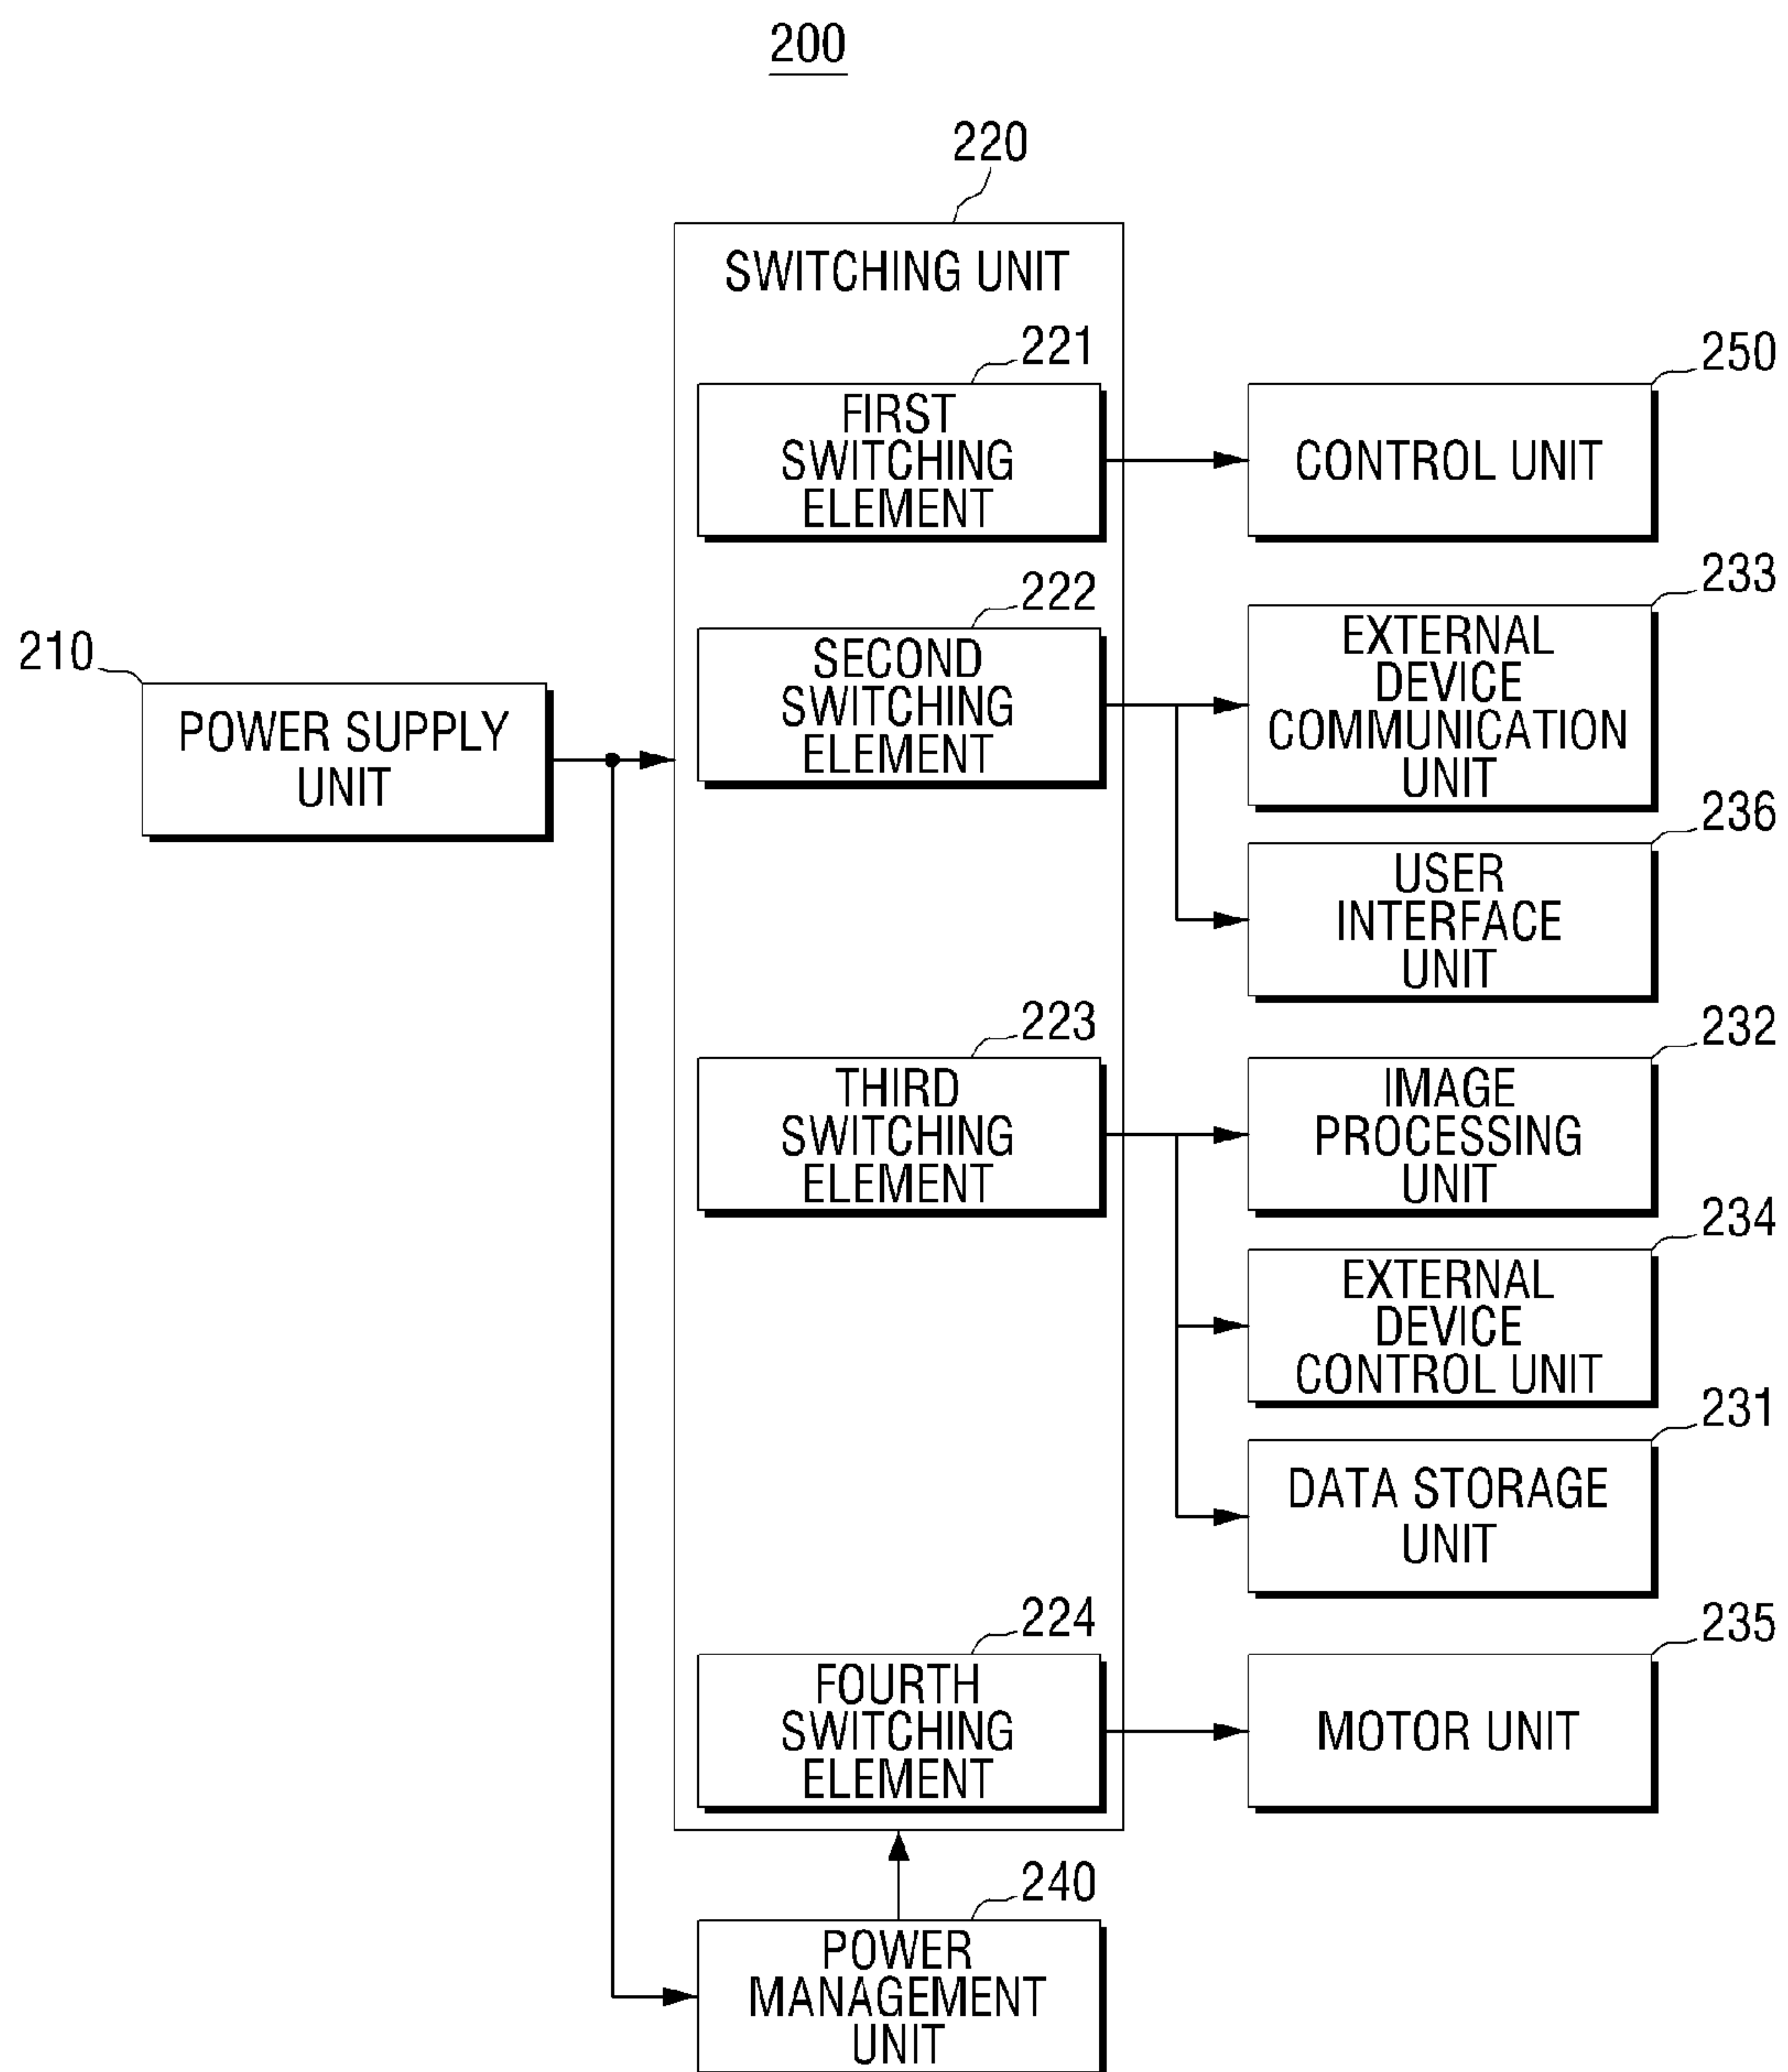 200
220
SWITCHING UNIT
221
FIRST
SWITCHING
ELEMENT
250
CONTROL UNIT
222
SECOND
SWITCHING
ELEMENT
233
EXTERNAL
DEVICE
COMMUNICATION
UNIT
210
POWER SUPPLY
UNIT
236
USER
INTERFACE
UNIT
223
THIRD
SWITCHING
ELEMENT
232
IMAGE
PROCESSING
UNIT
234
EXTERNAL
DEVICE
CONTROL UNIT
231
DATA STORAGE
UNIT
224
FOURTH
SWITCHING
ELEMENT
235
MOTOR UNIT
240
POWER
MANAGEMENT
UNIT